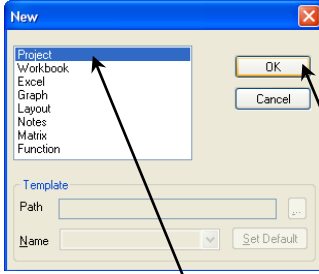 New
Project
Workbook
Excel
Graph
Layout
Notes
Matrix
Function
OK
Cancel
Template
Path
...
Name
Set Default